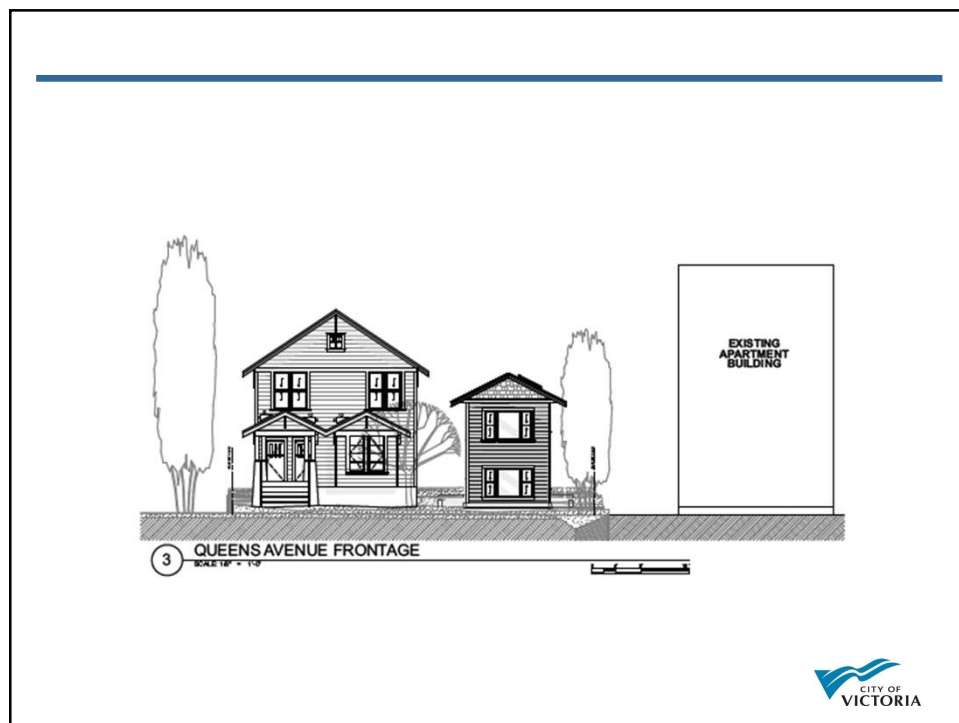 EXISTING
APARTMENT
BUILDING
3
QUEENS AVENUE FRONTAGE
CITY OF
VICTORIA